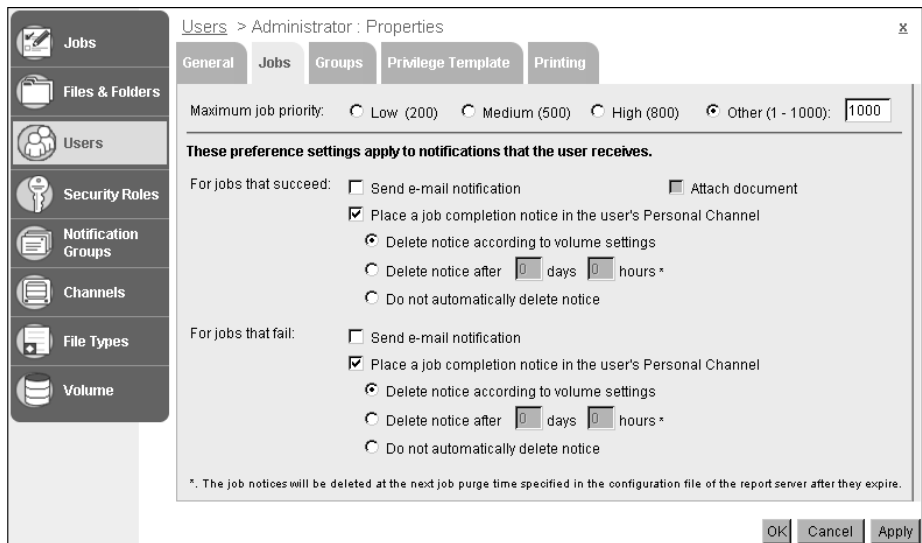 Jobs
Files & Folders
Users
Security Roles
Notification
Groups
Channels
File Types
Volume
Users > Administrator : Properties
x
General Jobs Groups Privilege Template Printing
Maximum job priority: Low (200) Medium (500) High (800) Other (1 - 1000): 1000
These preference settings apply to notifications that the user receives.
For jobs that succeed: Send e-mail notification Attach document
Place a job completion notice in the user's Personal Channel
Delete notice according to volume settings
Delete notice after 0 days 0 hours *
Do not automatically delete notice
For jobs that fail: Send e-mail notification
Place a job completion notice in the user's Personal Channel
Delete notice according to volume settings
Delete notice after 0 days 0 hours *
Do not automatically delete notice
*. The job notices will be deleted at the next job purge time specified in the configuration file of the report server after they expire.
OK Cancel Apply